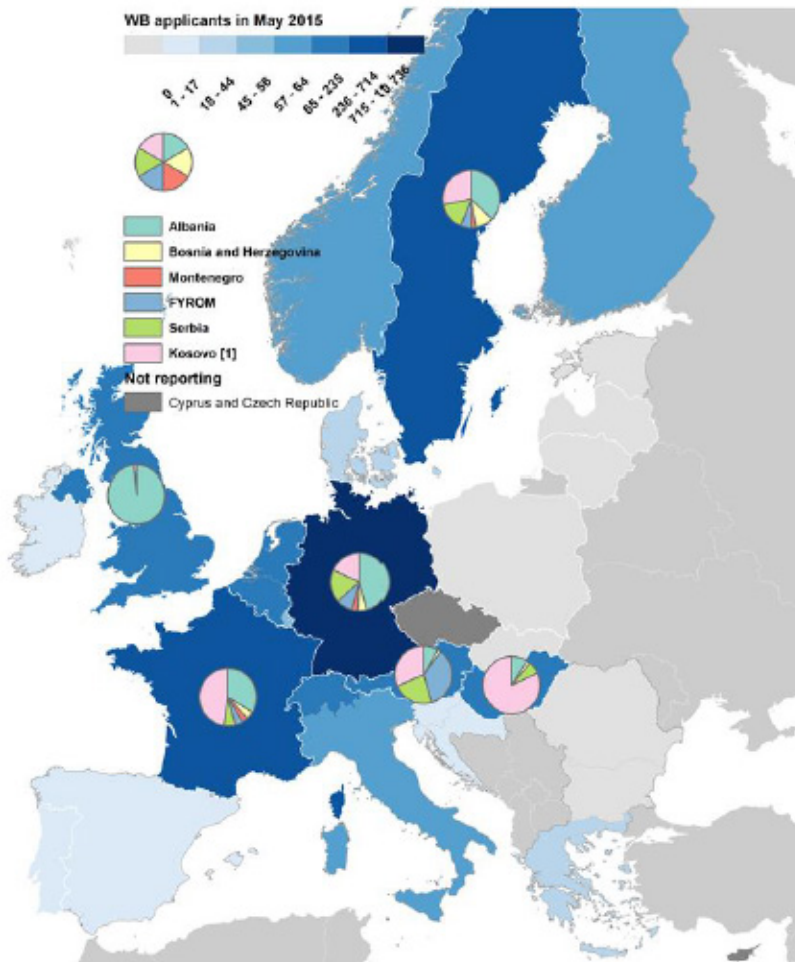 WB applicants in May 2015
0
1 - 17
18 - 44
45 - 56
57 - 64
65 - 235
236 - 714
715 - 10,736
Albania
Bosnia and Herzegovina
Montenegro
FYROM
Serbia
Kosovo [1]
Not reporting
Cyprus and Czech Republic